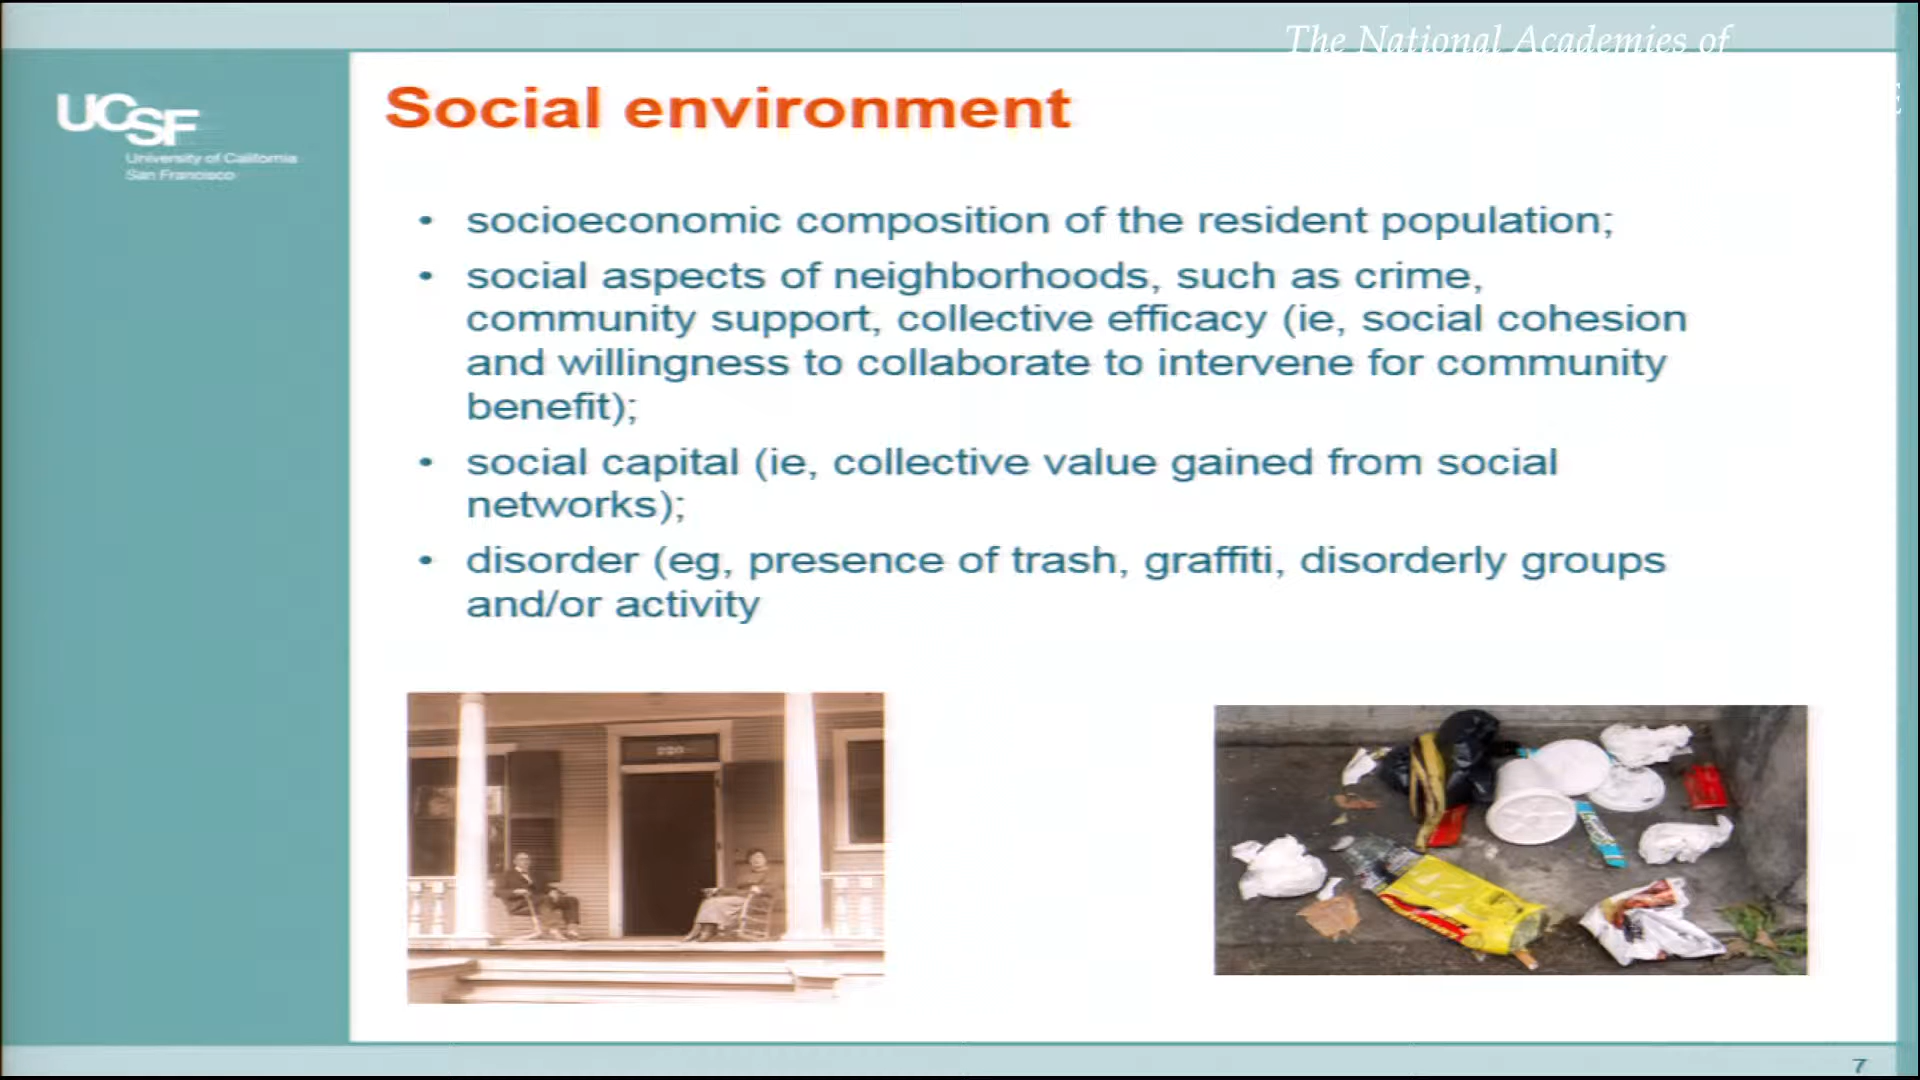 The National Academies of
UCSF
University of California
San Francisco
Social environment
• socioeconomic composition of the resident population;
• social aspects of neighborhoods, such as crime,
community support, collective efficacy (ie, social cohesion
and willingness to collaborate to intervene for community
benefit);
• social capital (ie, collective value gained from social
networks);
• disorder (eg, presence of trash, graffiti, disorderly groups
and/or activity
7